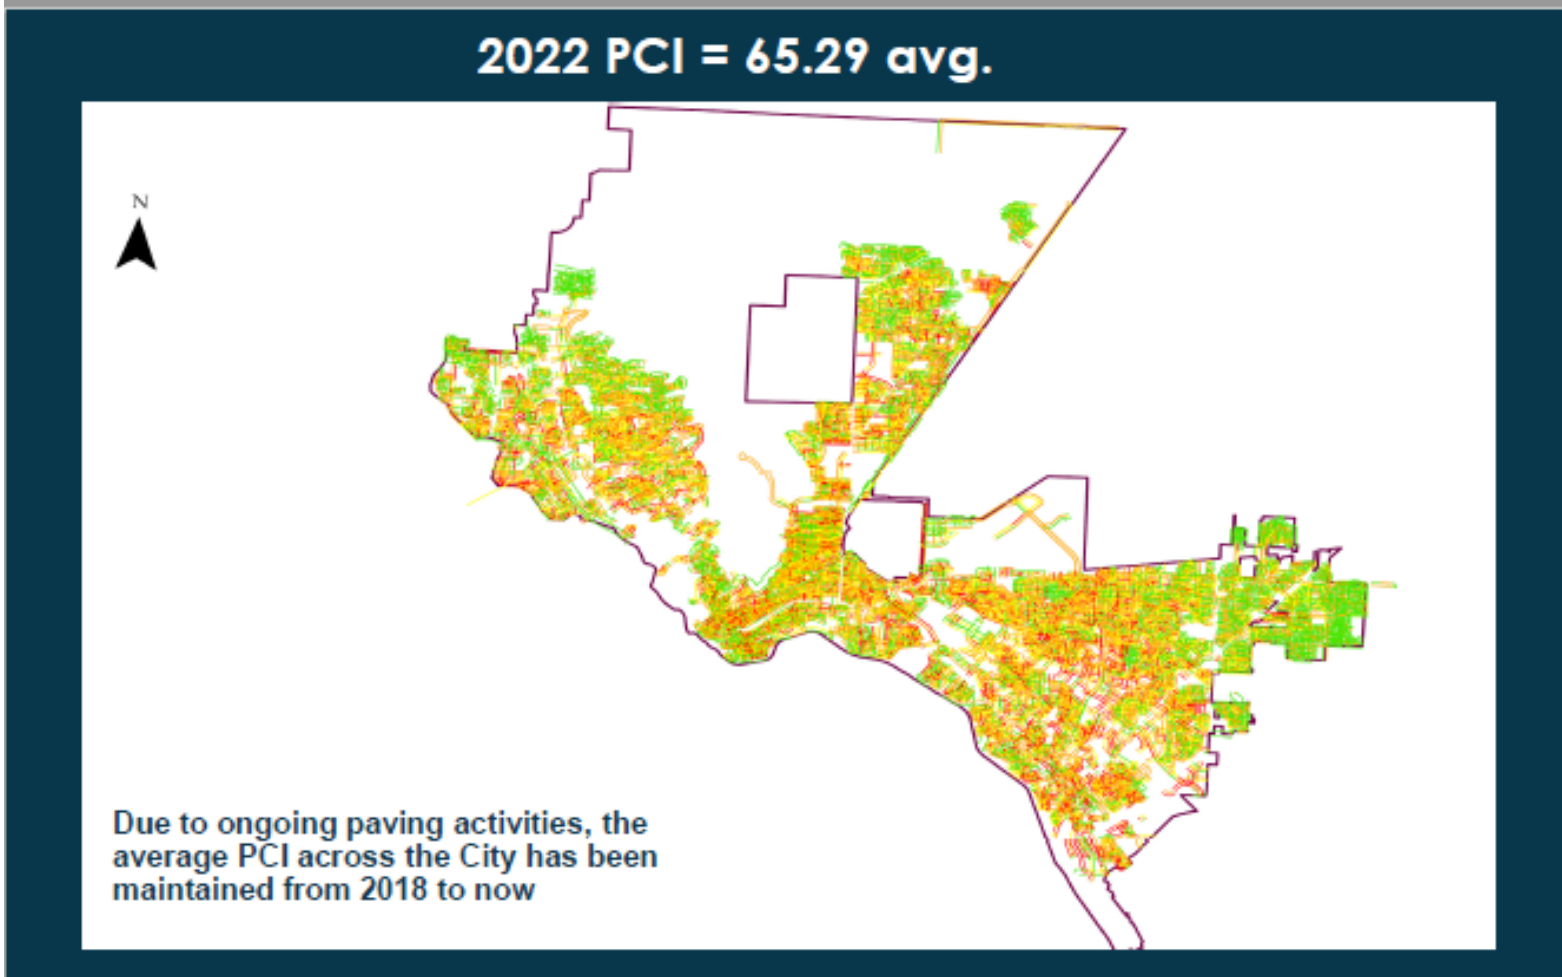 2022 PCI = 65.29 avg.
N
Due to ongoing paving activities, the
average PCI across the City has been
maintained from 2018 to now